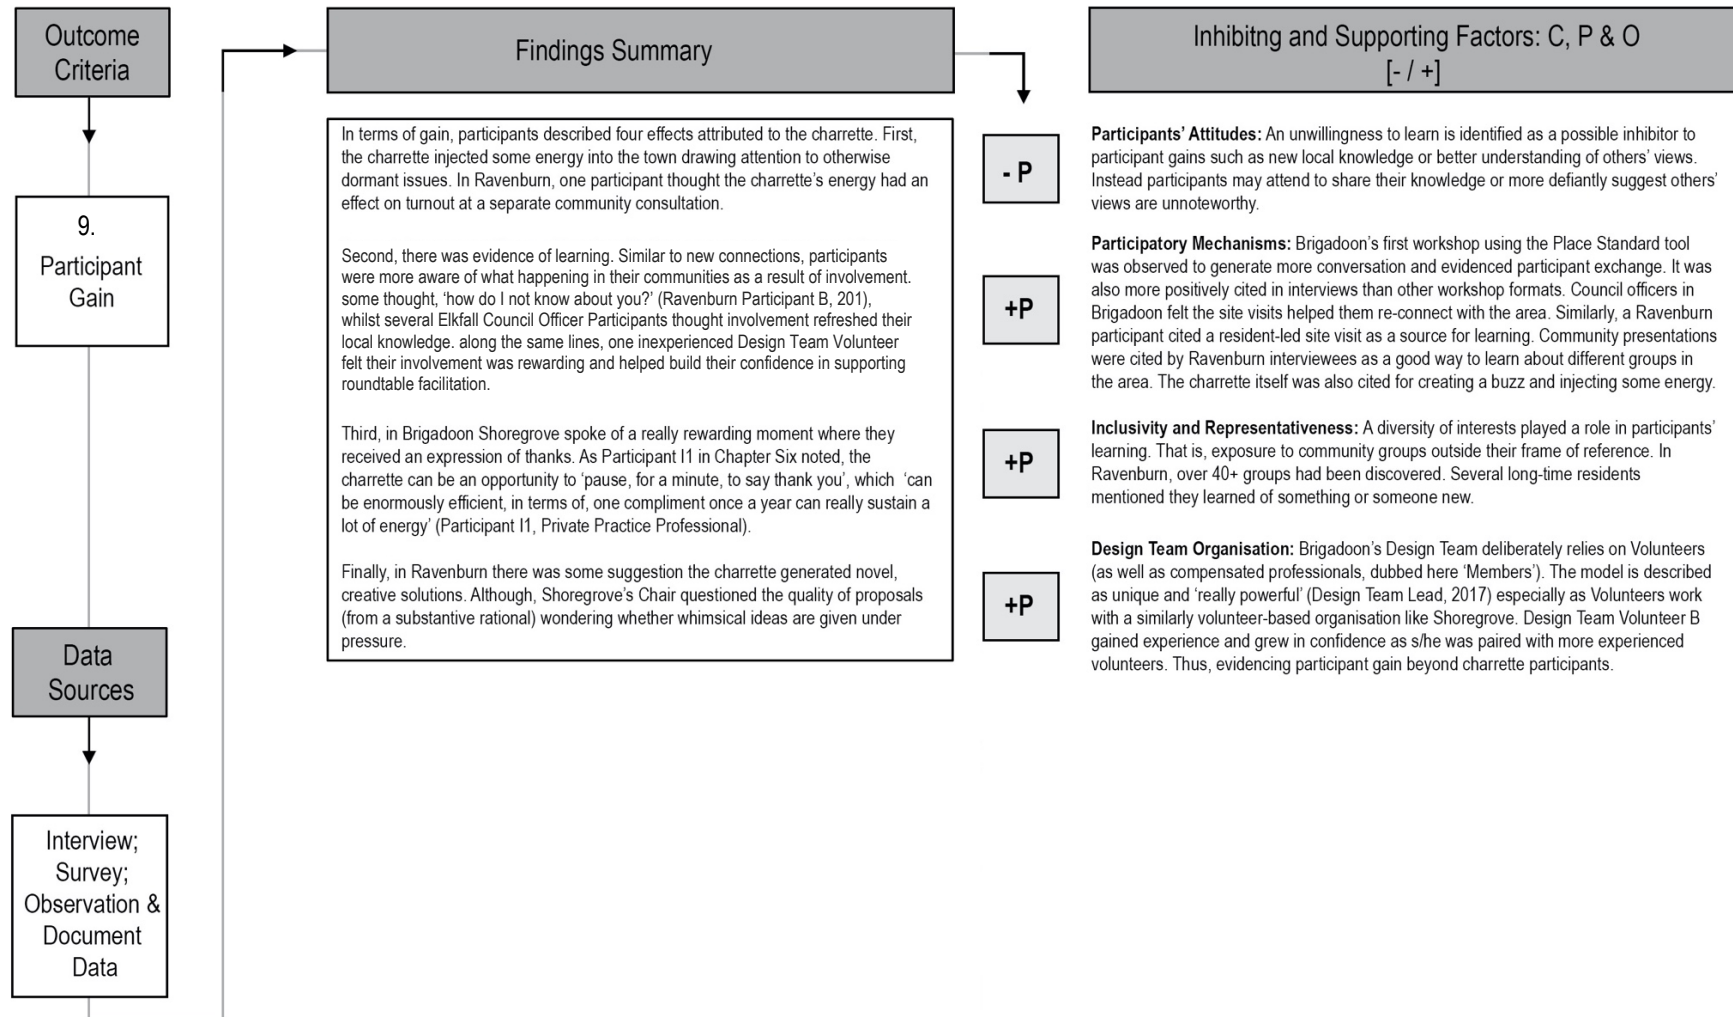 Outcome
Criteria
9.
Participant
Gain
Data
Sources
Interview;
Survey;
Observation &
Document
Data
Findings Summary
In terms of gain, participants described four effects attributed to the charrette. First,
the charrette injected some energy into the town drawing attention to otherwise
dormant issues. In Ravenburn, one participant thought the charrette's energy had an
effect on turnout at a separate community consultation.
Second, there was evidence of learning. Similar to new connections, participants
were more aware of what happening in their communities as a result of involvement.
some thought, 'how do I not know about you?' (Ravenburn Participant B, 201),
whilst several Elkfall Council Officer Participants thought involvement refreshed their
local knowledge. along the same lines, one inexperienced Design Team Volunteer
felt their involvement was rewarding and helped build their confidence in supporting
roundtable facilitation.
Third, in Brigadoon Shoregrove spoke of a really rewarding moment where they
received an expression of thanks. As Participant I1 in Chapter Six noted, the
charrette can be an opportunity to 'pause, for a minute, to say thank you', which 'can
be enormously efficient, in terms of, one compliment once a year can really sustain a
lot of energy' (Participant I1, Private Practice Professional).
Finally, in Ravenburn there was some suggestion the charrette generated novel,
creative solutions. Although, Shoregrove's Chair questioned the quality of proposals
(from a substantive rational) wondering whether whimsical ideas are given under
pressure.
Inhibitng and Supporting Factors: C, P & O
[- / +]
- P
Participants' Attitudes: An unwillingness to learn is identified as a possible inhibitor to
participant gains such as new local knowledge or better understanding of others' views.
Instead participants may attend to share their knowledge or more defiantly suggest others'
views are unnoteworthy.
+P
Participatory Mechanisms: Brigadoon's first workshop using the Place Standard tool
was observed to generate more conversation and evidenced participant exchange. It was
also more positively cited in interviews than other workshop formats. Council officers in
Brigadoon felt the site visits helped them re-connect with the area. Similarly, a Ravenburn
participant cited a resident-led site visit as a source for learning. Community presentations
were cited by Ravenburn interviewees as a good way to learn about different groups in
the area. The charrette itself was also cited for creating a buzz and injecting some energy.
+P
Inclusivity and Representativeness: A diversity of interests played a role in participants'
learning. That is, exposure to community groups outside their frame of reference. In
Ravenburn, over 40+ groups had been discovered. Several long-time residents
mentioned they learned of something or someone new.
+P
Design Team Organisation: Brigadoon's Design Team deliberately relies on Volunteers
(as well as compensated professionals, dubbed here 'Members'). The model is described
as unique and 'really powerful' (Design Team Lead, 2017) especially as Volunteers work
with a similarly volunteer-based organisation like Shoregrove. Design Team Volunteer B
gained experience and grew in confidence as s/he was paired with more experienced
volunteers. Thus, evidencing participant gain beyond charrette participants.